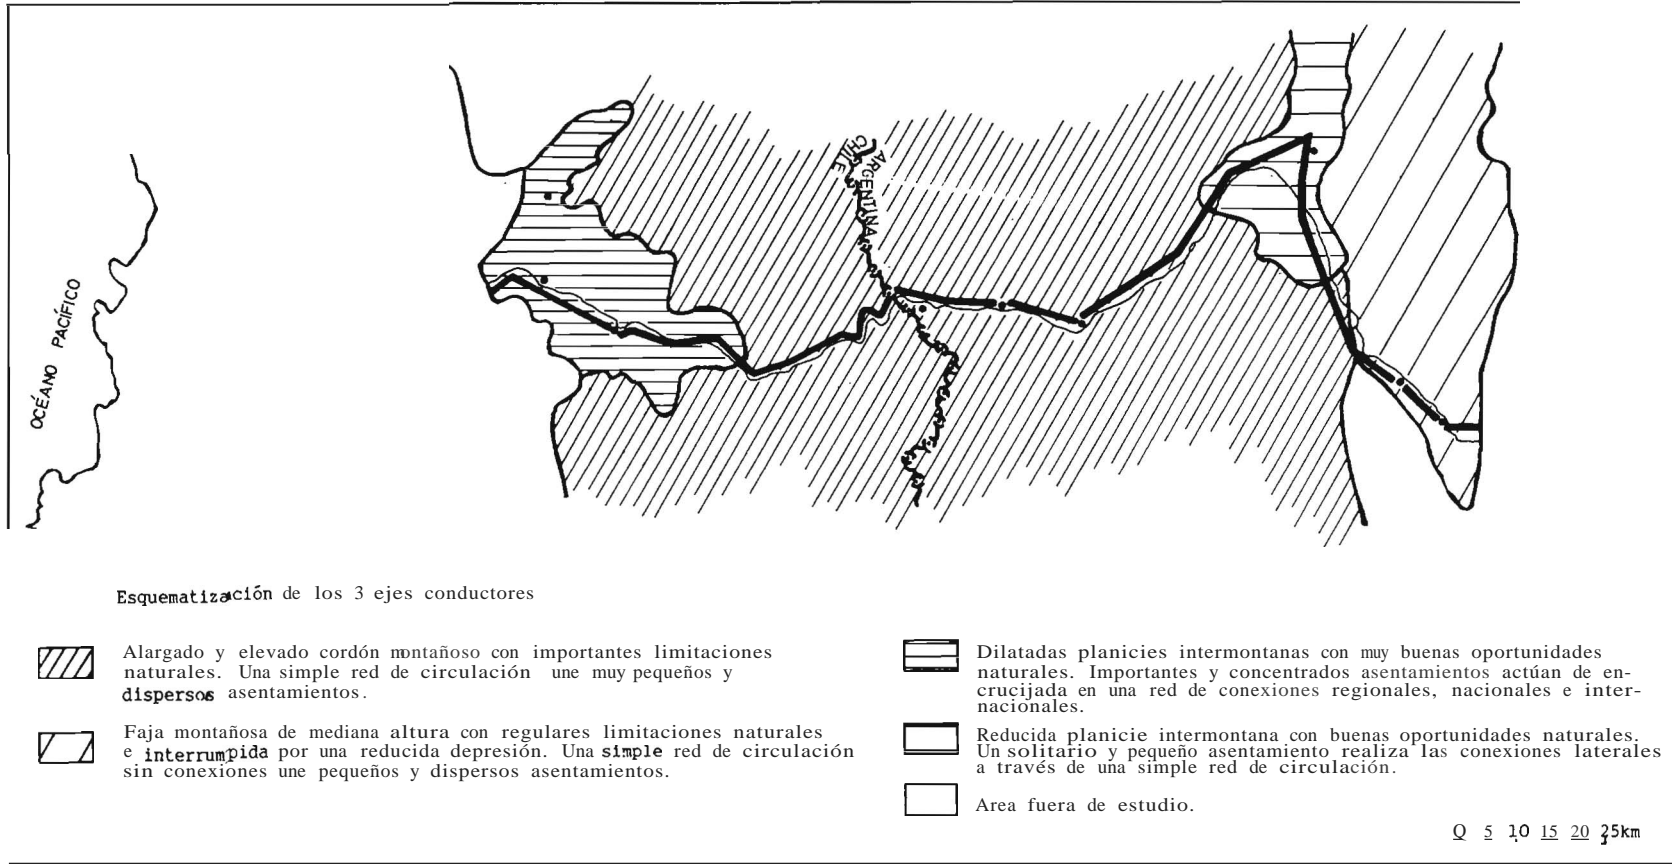 OCÉANO PACÍFICO
CHILE
ARGENTINA
Esquematización de los 3 ejes conductores
Alargado y elevado cordón montañoso con importantes limitaciones
naturales. Una simple red de circulación une muy pequeños y
dispersos asentamientos.
Faja montañosa de mediana altura con regulares limitaciones naturales
e interrumpida por una reducida depresión. Una simple red de circulación
sin conexiones une pequeños y dispersos asentamientos.
Dilatadas planicies intermontanas con muy buenas oportunidades
naturales. Importantes y concentrados asentamientos actúan de en-
crucijada en una red de conexiones regionales, nacionales e inter-
nacionales.
Reducida planicie intermontana con buenas oportunidades naturales.
Un solitario y pequeño asentamiento realiza las conexiones laterales
a través de una simple red de circulación.
Area fuera de estudio.
Q 5 10 15 20 25km